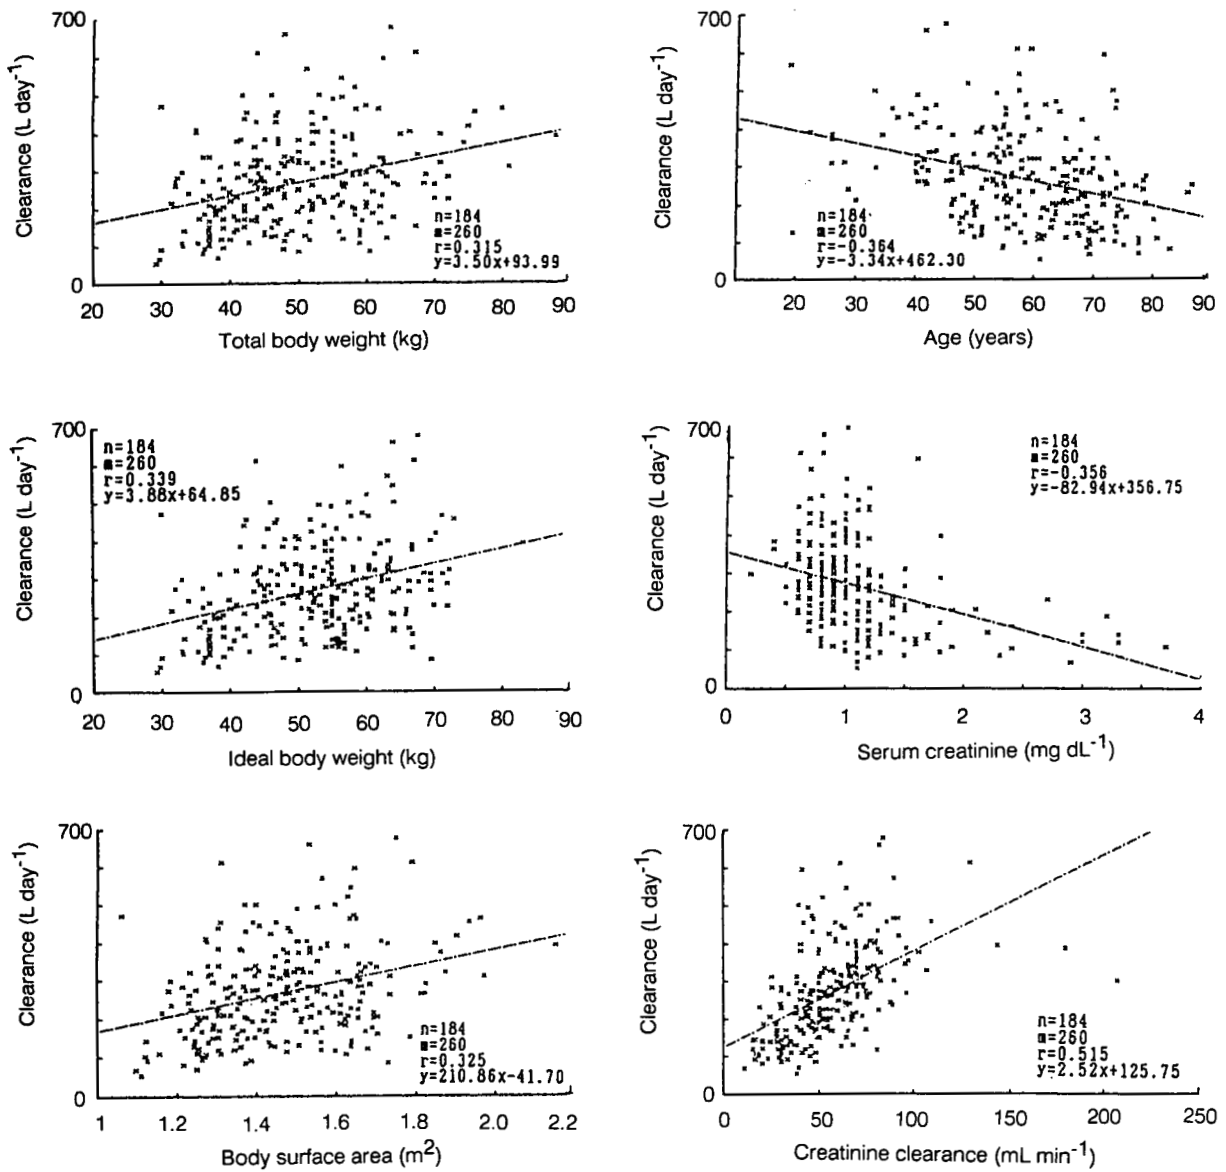 700
Clearance (L day-1)
0
20 30 40 50 60 70 80 90
Total body weight (kg)
n=184
m=260
r=0.315
y=3.50x+93.99
700
Clearance (L day-1)
0
20 30 40 50 60 70 80 90
Age (years)
n=184
m=260
r=-0.364
y=-3.34x+462.30
700
Clearance (L day-1)
0
20 30 40 50 60 70 80 90
Ideal body weight (kg)
n=184
m=260
r=0.339
y=3.88x+64.85
700
Clearance (L day-1)
0
0 1 2 3 4
Serum creatinine (mg dL-1)
n=184
m=260
r=-0.356
y=-82.94x+356.75
700
Clearance (L day-1)
0
1 1.2 1.4 1.6 1.8 2.0 2.2
Body surface area (m2)
n=184
m=260
r=0.325
y=210.86x-41.70
700
Clearance (L day-1)
0
0 50 100 150 200 250
Creatinine clearance (mL min-1)
n=184
m=260
r=0.515
y=2.52x+125.75